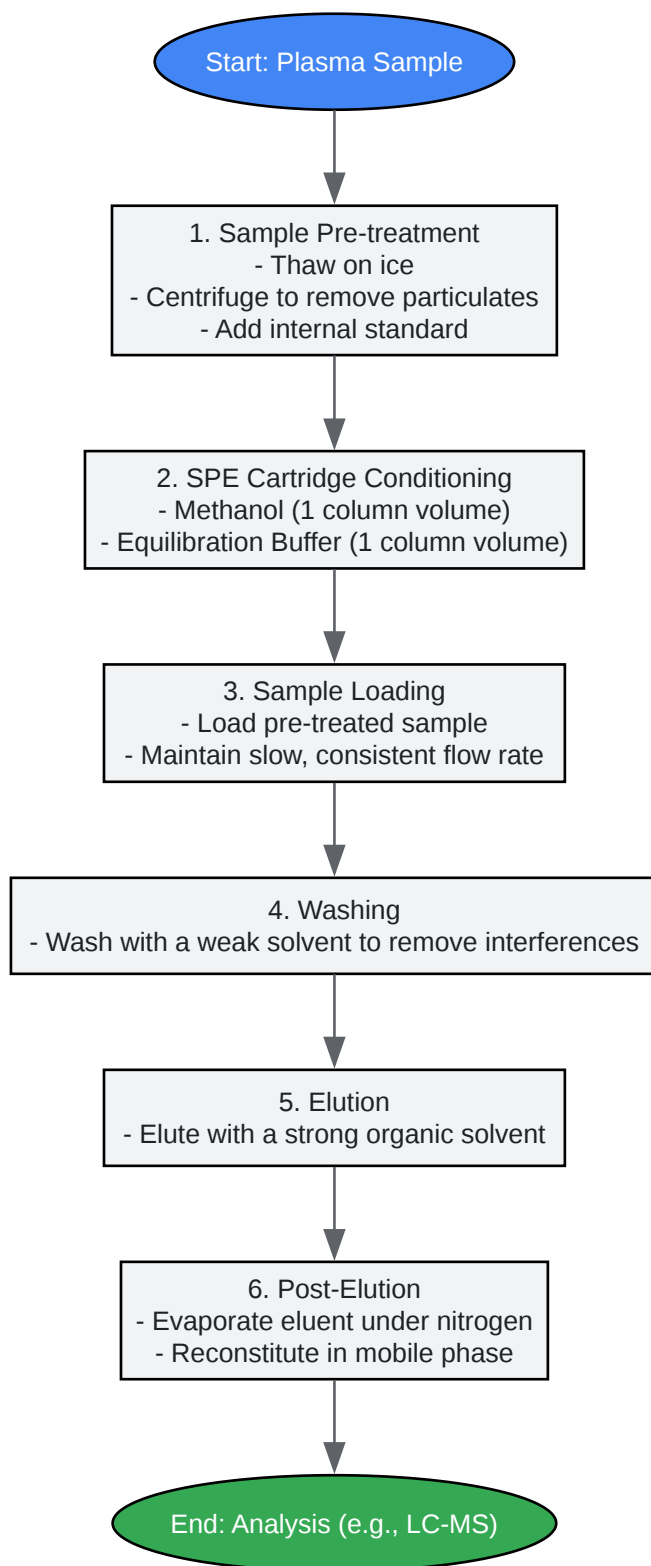 Start: Plasma Sample
1. Sample Pre-treatment
- Thaw on ice
- Centrifuge to remove particulates
- Add internal standard
2. SPE Cartridge Conditioning
- Methanol (1 column volume)
- Equilibration Buffer (1 column volume)
3. Sample Loading
- Load pre-treated sample
- Maintain slow, consistent flow rate
4. Washing
- Wash with a weak solvent to remove interferences
5. Elution
- Elute with a strong organic solvent
6. Post-Elution
- Evaporate eluent under nitrogen
- Reconstitute in mobile phase
End: Analysis (e.g., LC-MS)